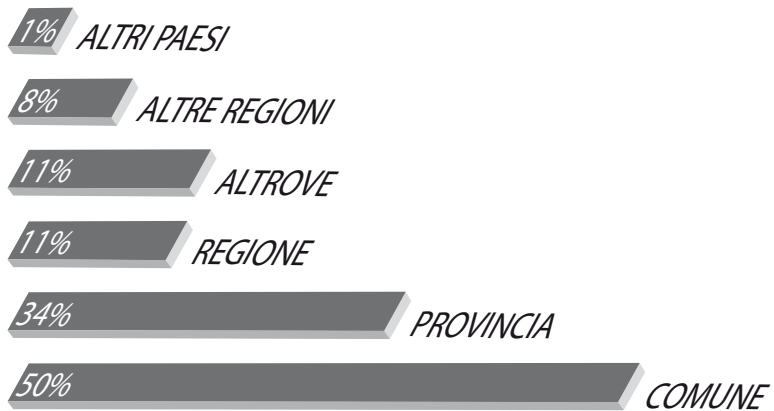 1% ALTRI PAESI
8% ALTRE REGIONI
11% ALTROVE
11% REGIONE
34% PROVINCIA
50% COMUNE